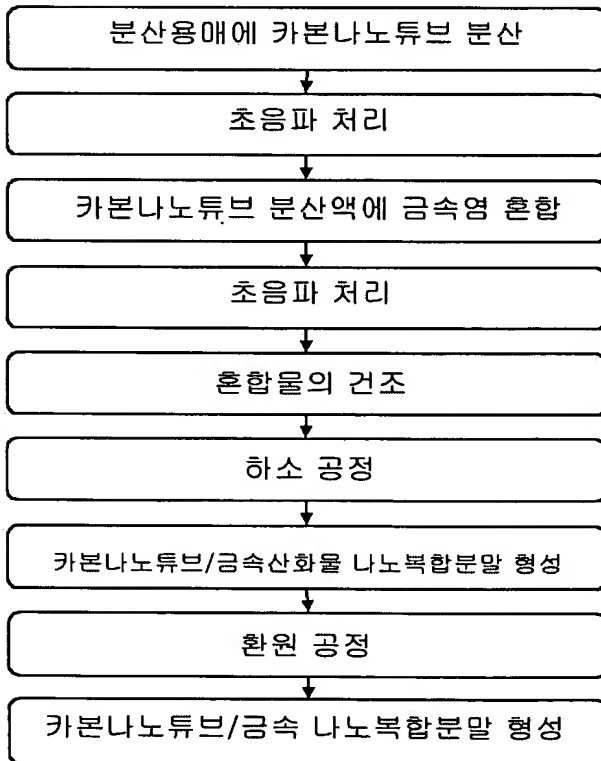 분산용매에 카본나노튜브 분산
초음파 처리
카본나노튜브 분산액에 금속염 혼합
초음파 처리
혼합물의 건조
하소 공정
카본나노튜브/금속산화물 나노복합분말 형성
환원 공정
카본나노튜브/금속 나노복합분말 형성